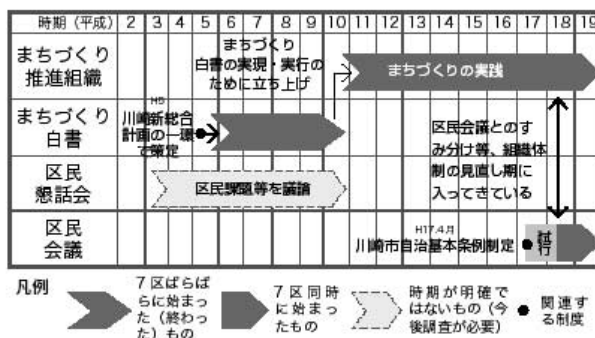 時期（平成） 2 3 4 5 6 7 8 9 10 11 12 13 14 15 16 17 18 19
まちづくり
推進組織
まちづくり
白書の実現・実行の
ために立ち上げ
まちづくりの実践
まちづくり
白書
H5
川崎新総合
計画の一環
で策定
区民会議とのす
み分け等、組織体
制の見直し期に
入ってきている
区民
懇話会
区民課題等を議論
区民
会議
H17.4月
川崎市自治基本条例制定
試行
凡例
7区ばらば
らに始まっ
た（終わっ
た）もの
7区同時
に始まっ
たもの
時期が明確で
はないもの（今
後調査が必要）
関連す
る制度